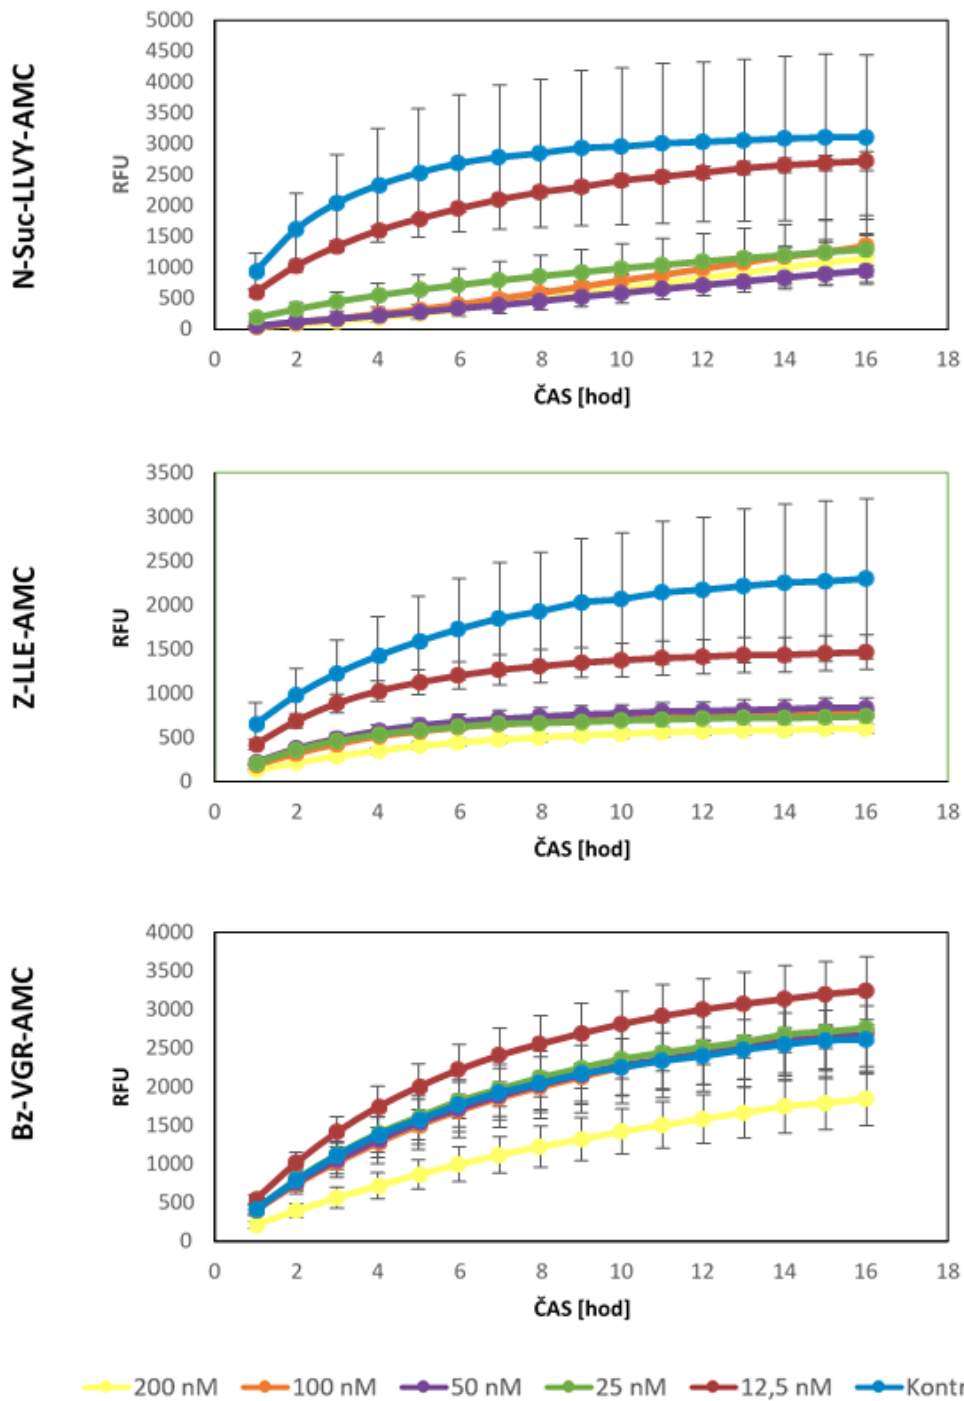 N-Suc-LLVY-AMC
RFU
5000
4500
4000
3500
3000
2500
2000
1500
1000
500
0
0 2 4 6 8 10 12 14 16 18
ČAS [hod]
Z-LLE-AMC
RFU
3500
3000
2500
2000
1500
1000
500
0
0 2 4 6 8 10 12 14 16 18
ČAS [hod]
Bz-VGR-AMC
RFU
4000
3500
3000
2500
2000
1500
1000
500
0
0 2 4 6 8 10 12 14 16 18
ČAS [hod]
200 nM 100 nM 50 nM 25 nM 12,5 nM Kontr